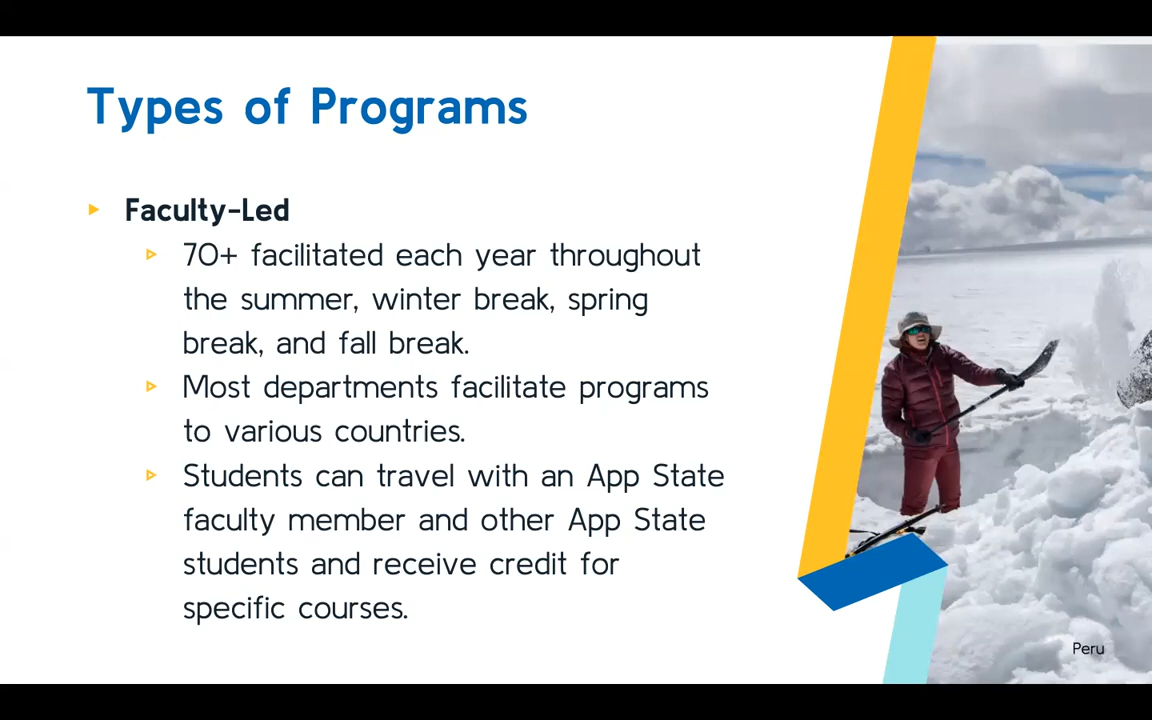 Types of Programs
Faculty-Led
70+ facilitated each year throughout
the summer, winter break, spring
break, and fall break.
Most departments facilitate programs
to various countries.
Students can travel with an App State
faculty member and other App State
students and receive credit for
specific courses.
Peru